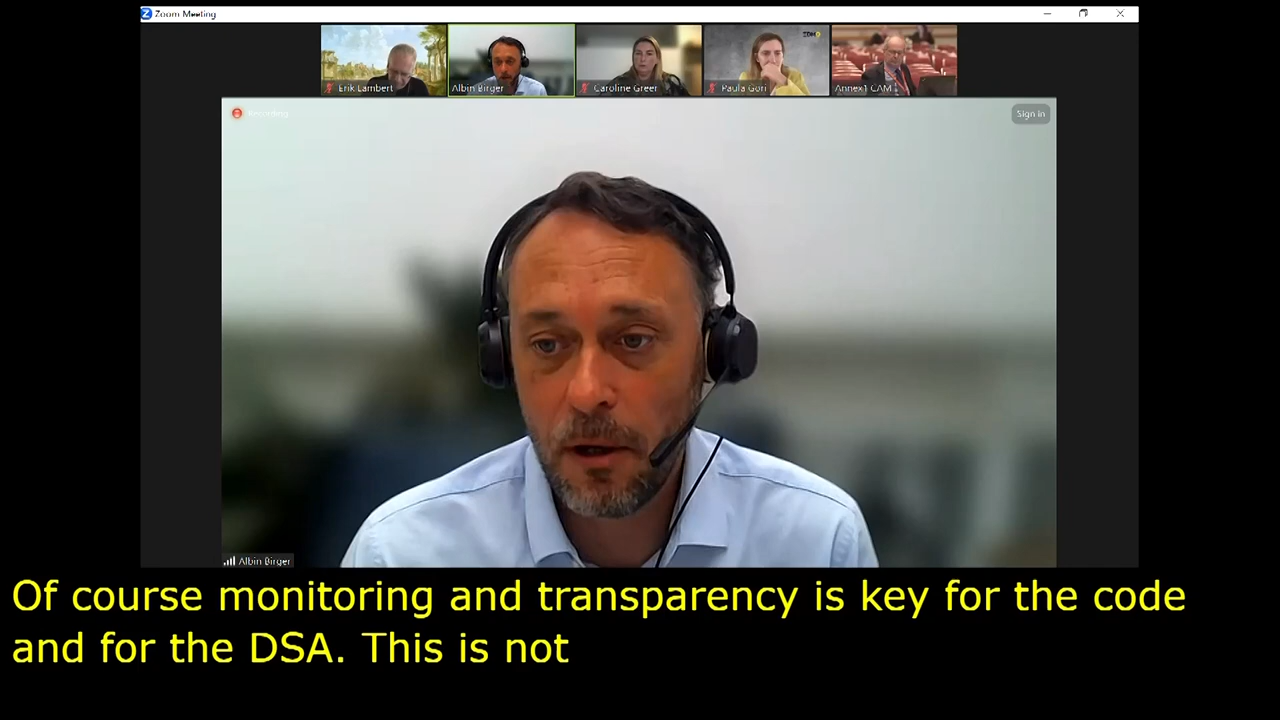 Zoom Meeting
Erik Lambert
Albin Birger
Caroline Greer
Paula Gori
Annex1 CAM
Recording
Sign in
Albin Birger
Of course monitoring and transparency is key for the code
and for the DSA. This is not